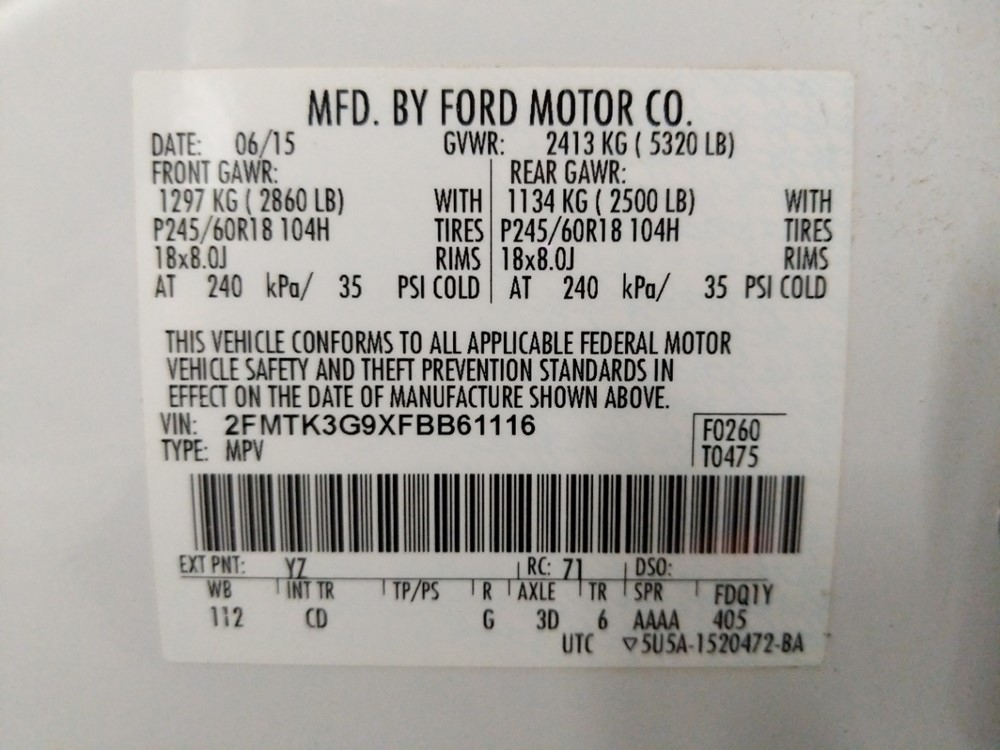 MFD. BY FORD MOTOR CO.
DATE: 06/15 GVWR: 2413 KG ( 5320 LB)
FRONT GAWR: REAR GAWR:
1297 KG ( 2860 LB) WITH 1134 KG ( 2500 LB) WITH
P245/60R18 104H TIRES P245/60R18 104H TIRES
18x8.0J RIMS 18x8.0J RIMS
AT 240 kPa/ 35 PSI COLD AT 240 kPa/ 35 PSI COLD
THIS VEHICLE CONFORMS TO ALL APPLICABLE FEDERAL MOTOR
VEHICLE SAFETY AND THEFT PREVENTION STANDARDS IN
EFFECT ON THE DATE OF MANUFACTURE SHOWN ABOVE.
VIN: 2FMTK3G9XFBB61116 F0260
TYPE: MPV T0475
EXT PNT: YZ RC: 71 DSO:
WB INT TR TP/PS R AXLE TR SPR FDQ1Y
112 CD G 3D 6 AAAA 405
UTC ▽5U5A-1520472-BA